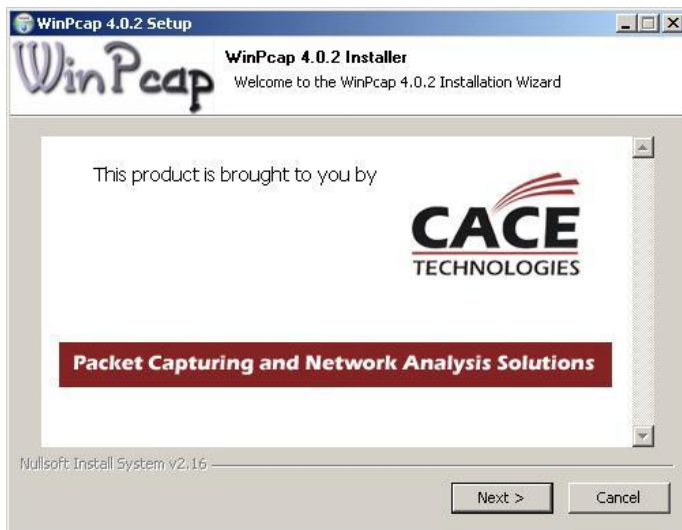 WinPcap 4.0.2 Setup
WinPcap
WinPcap 4.0.2 Installer
Welcome to the WinPcap 4.0.2 Installation Wizard
This product is brought to you by
CACE
TECHNOLOGIES
Packet Capturing and Network Analysis Solutions
Nullsoft Install System v2.16
Next >
Cancel